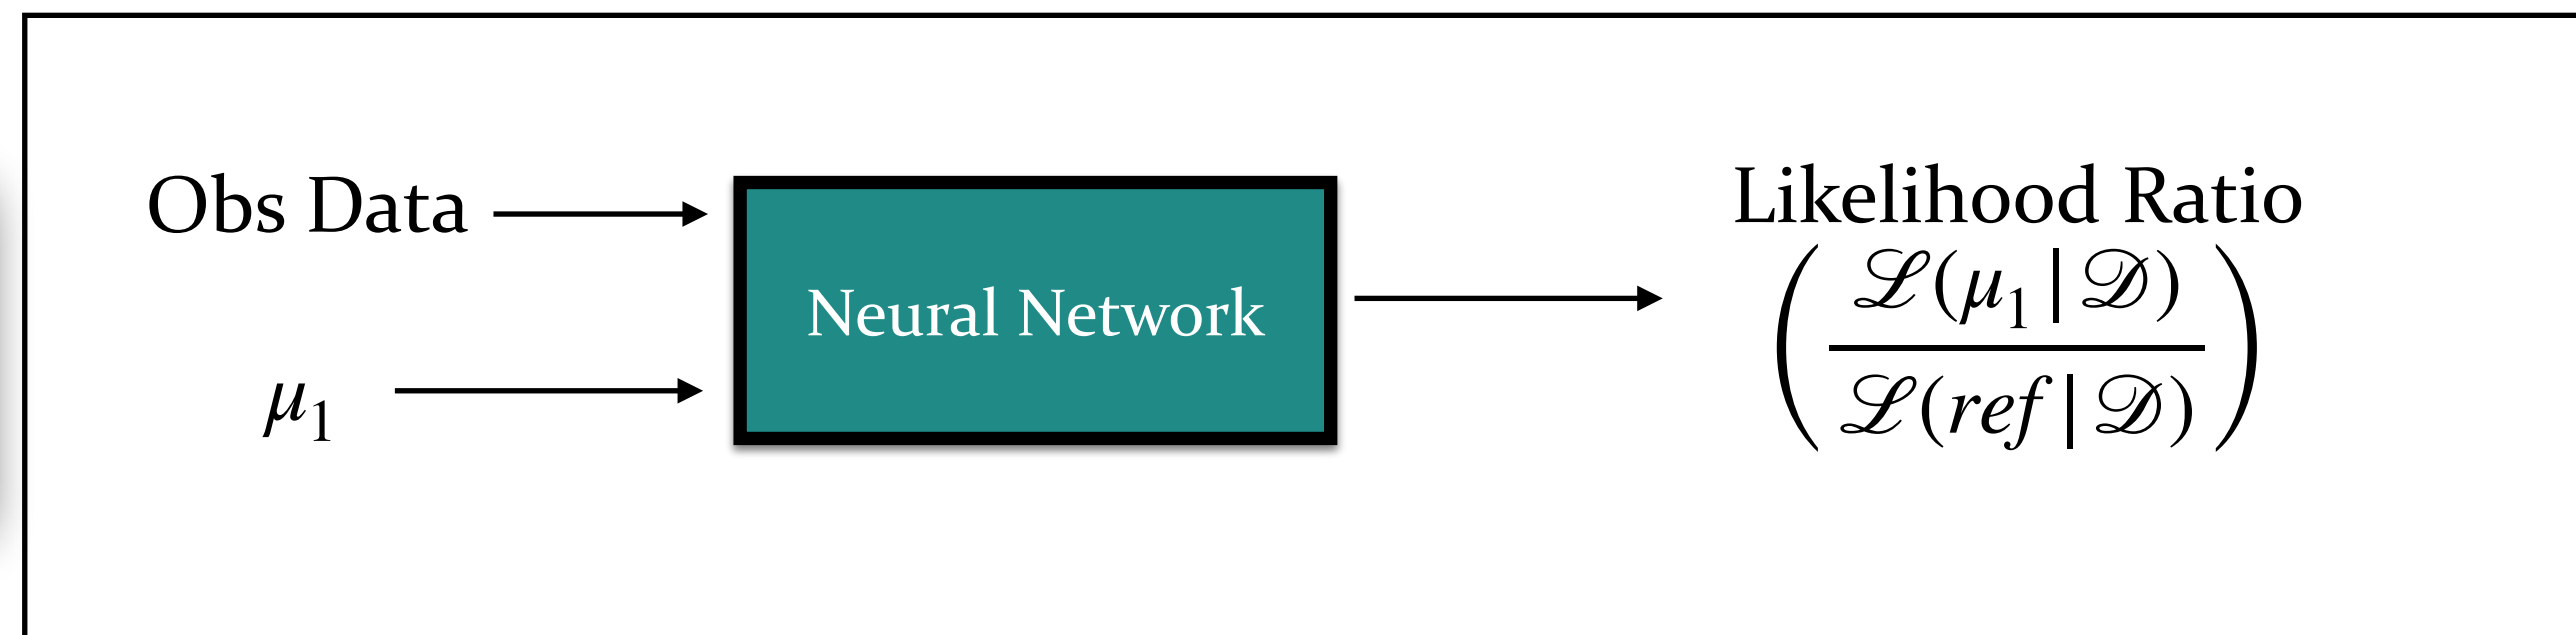 Obs Data
μ₁
Neural Network
Likelihood Ratio
( ℒ(μ₁ | 𝒟)
ℒ(ref | 𝒟) )